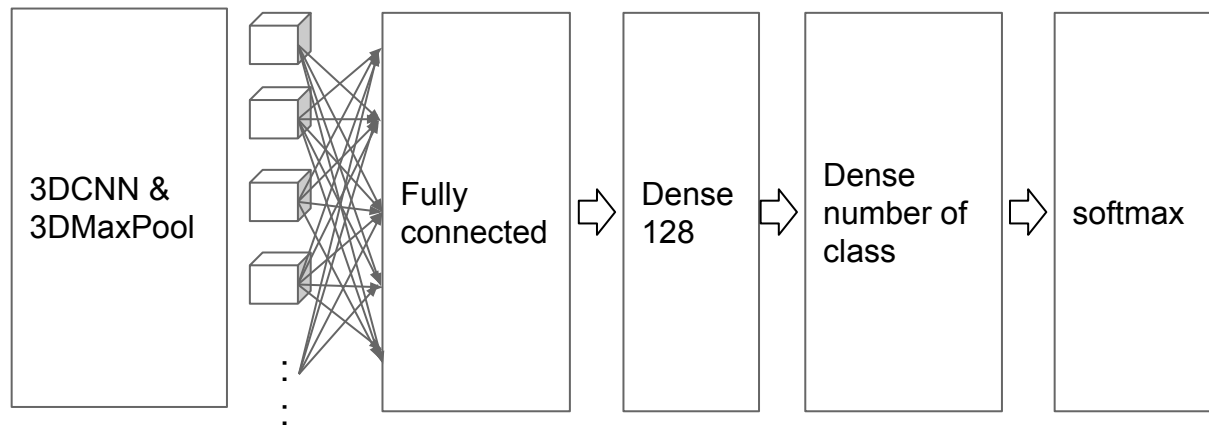 3DCNN &
3DMaxPool
Fully
connected
Dense
128
Dense
number of
class
softmax